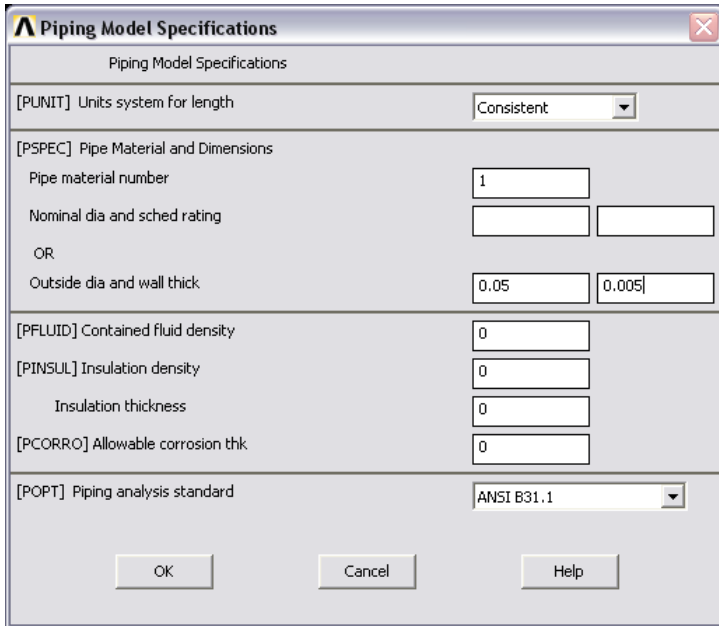 Piping Model Specifications
Piping Model Specifications
[PUNIT] Units system for length Consistent
[PSPEC] Pipe Material and Dimensions
Pipe material number 1
Nominal dia and sched rating
OR
Outside dia and wall thick 0.05 0.005
[PFLUID] Contained fluid density 0
[PINSUL] Insulation density 0
Insulation thickness 0
[PCORRO] Allowable corrosion thk 0
[POPT] Piping analysis standard ANSI B31.1
OK Cancel Help